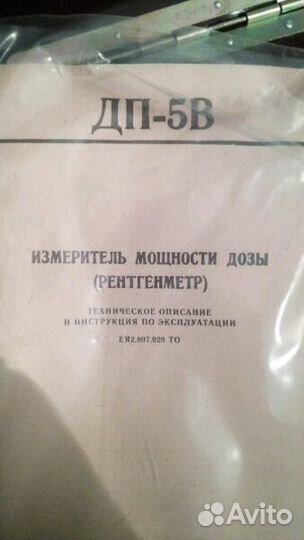 ДП-5В
ИЗМЕРИТЕЛЬ МОЩНОСТИ ДОЗЫ
(РЕНТГЕНМЕТР)
ТЕХНИЧЕСКОЕ ОПИСАНИЕ
И ИНСТРУКЦИЯ ПО ЭКСПЛУАТАЦИИ
ЕЯ2.807.028 ТО
Avito